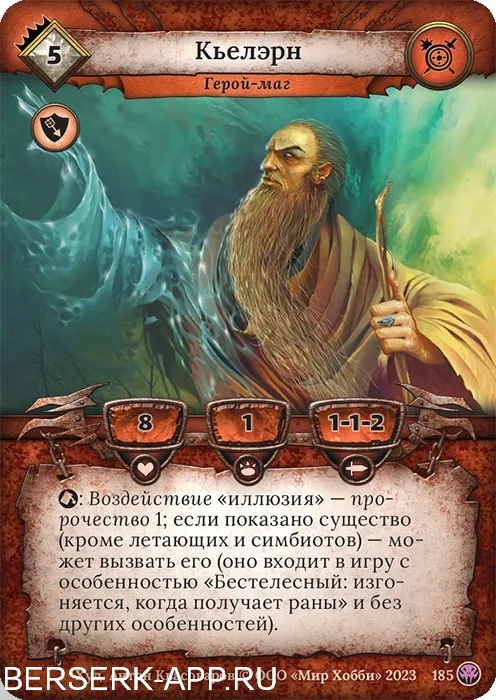 5
Кьелэрн
Герой-маг
8
1
1-1-2
: Воздействие «иллюзия» — про-
рочество 1; если показано существо
(кроме летающих и симбиотов) — мо-
жет вызвать его (оно входит в игру с
особенностью «Бестелесный: изго-
няется, когда получает раны» и без
других особенностей).
© ООО «Мир Хобби» 2023 185
BERSERK-APP.RU